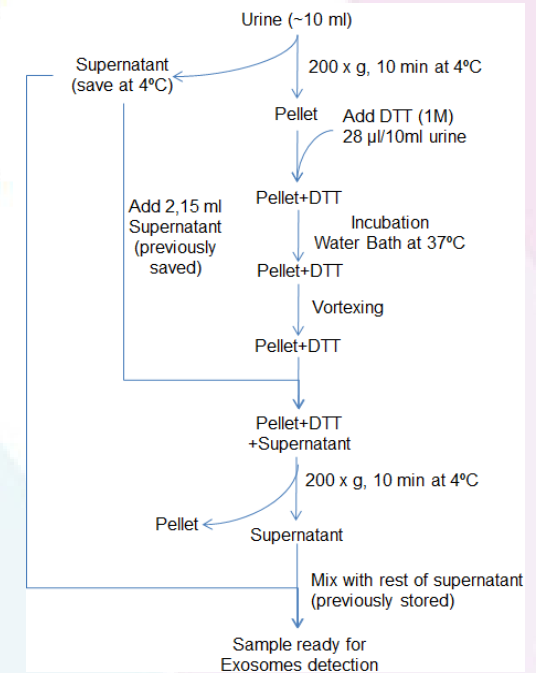 Urine (~10 ml)
200 x g, 10 min at 4ºC
Supernatant
(save at 4ºC)
Pellet
Add DTT (1M)
28 µl/10ml urine
Pellet+DTT
Add 2,15 ml
Supernatant
(previously
saved)
Incubation
Water Bath at 37ºC
Pellet+DTT
Vortexing
Pellet+DTT
Pellet+DTT
+Supernatant
200 x g, 10 min at 4ºC
Pellet
Supernatant
Mix with rest of supernatant
(previously stored)
Sample ready for
Exosomes detection